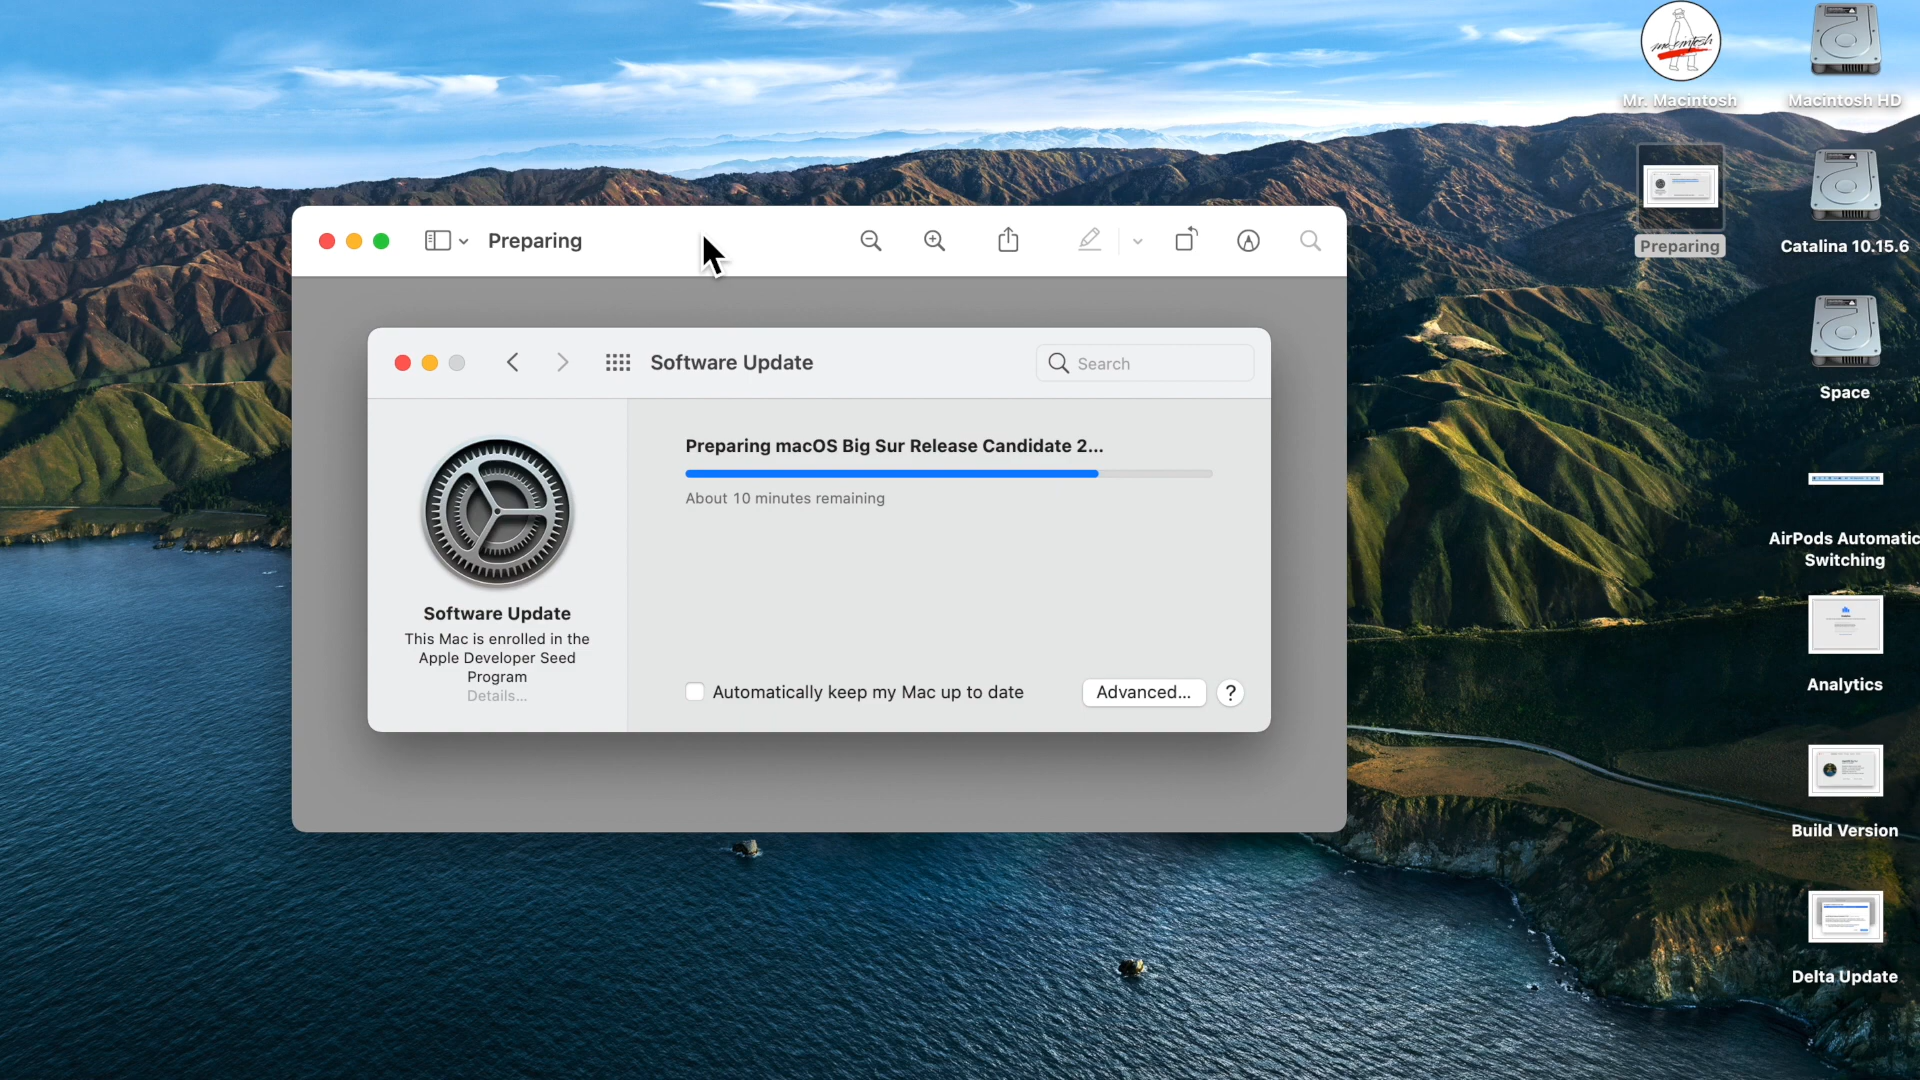 Preparing
Software Update
Search
Preparing macOS Big Sur Release Candidate 2...
About 10 minutes remaining
Software Update
This Mac is enrolled in the
Apple Developer Seed
Program
Details...
Automatically keep my Mac up to date
Advanced...
?
Mr. Macintosh
Macintosh HD
Preparing
Catalina 10.15.6
Space
AirPods Automatic
Switching
Analytics
Build Version
Delta Update